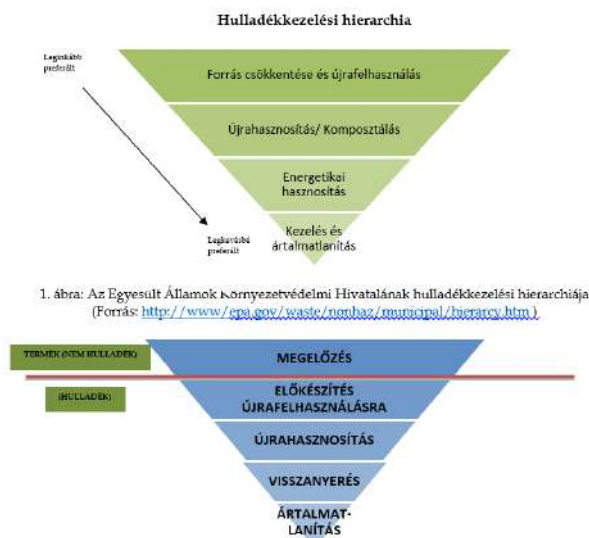 Hulladékkezelési hierarchia
Leginkább
preferált
Forrás csökkentése és újrafelhasználás
Újrahasznosítás/ Komposztálás
Energetikai
hasznosítás
Legkevésbé
preferált
Kezelés és
ártalmatlanítás
1. ábra: Az Egyesült Államok Környezetvédelmi Hivatalának hulladékkezelési hierarchiája
(Forrás: http://www/epa.gov/waste/nonhaz/municipal/hierarcy.htm )
TERMÉK (NEM HULLADÉK)
MEGELŐZÉS
(HULLADÉK)
ELŐKÉSZÍTÉS
ÚJRAFELHASZNÁLÁSRA
ÚJRAHASZNOSÍTÁS
VISSZANYERÉS
ÁRTALMAT-
LANÍTÁS